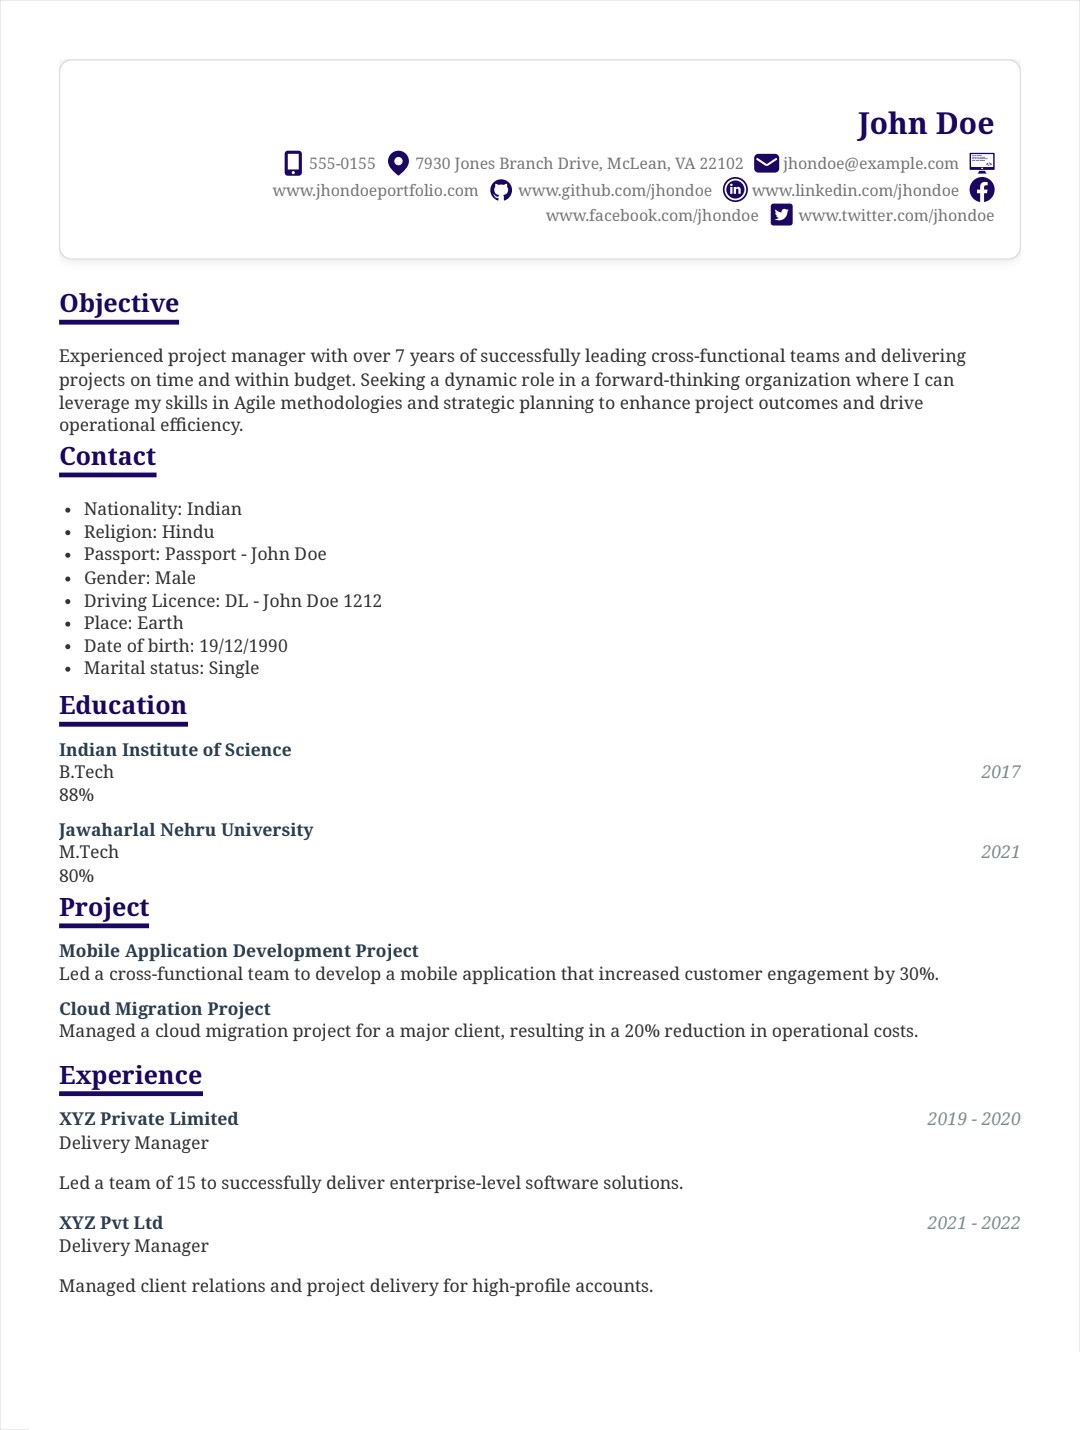 John Doe
555-0155 7930 Jones Branch Drive, McLean, VA 22102 jhondoe@example.com
www.jhondoeportfolio.com www.github.com/jhondoe www.linkedin.com/jhondoe
www.facebook.com/jhondoe www.twitter.com/jhondoe
Objective
Experienced project manager with over 7 years of successfully leading cross-functional teams and delivering
projects on time and within budget. Seeking a dynamic role in a forward-thinking organization where I can
leverage my skills in Agile methodologies and strategic planning to enhance project outcomes and drive
operational efficiency.
Contact
• Nationality: Indian
• Religion: Hindu
• Passport: Passport - John Doe
• Gender: Male
• Driving Licence: DL - John Doe 1212
• Place: Earth
• Date of birth: 19/12/1990
• Marital status: Single
Education
Indian Institute of Science
B.Tech 2017
88%
Jawaharlal Nehru University
M.Tech 2021
80%
Project
Mobile Application Development Project
Led a cross-functional team to develop a mobile application that increased customer engagement by 30%.
Cloud Migration Project
Managed a cloud migration project for a major client, resulting in a 20% reduction in operational costs.
Experience
XYZ Private Limited 2019 - 2020
Delivery Manager
Led a team of 15 to successfully deliver enterprise-level software solutions.
XYZ Pvt Ltd 2021 - 2022
Delivery Manager
Managed client relations and project delivery for high-profile accounts.